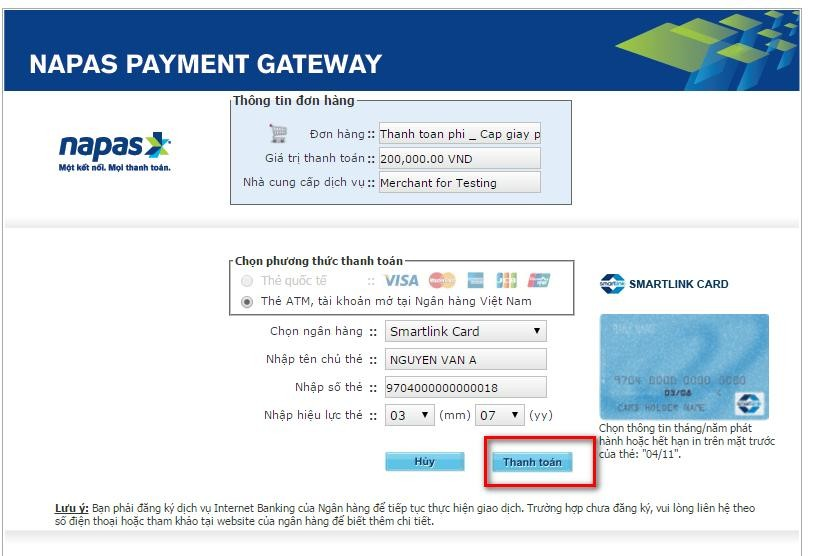 NAPAS PAYMENT GATEWAY
napas
Một kết nối. Mọi thanh toán.
Thông tin đơn hàng
Đơn hàng :: Thanh toan phi _ Cap giay p
Giá trị thanh toán :: 200,000.00 VND
Nhà cung cấp dịch vụ :: Merchant for Testing
Chọn phương thức thanh toán
Thẻ quốc tế :: VISA MasterCard JCB
Thẻ ATM, tài khoản mở tại Ngân hàng Việt Nam
Chọn ngân hàng :: Smartlink Card
Nhập tên chủ thẻ :: NGUYEN VAN A
Nhập số thẻ :: 9704000000000018
Nhập hiệu lực thẻ :: 03 (mm) 07 (yy)
Hủy
Thanh toán
smartlink SMARTLINK CARD
BANK NAME
9704 0000 0000 0000
03/06
CARD HOLDER NAME
smartlink
Chọn thông tin tháng/năm phát
hành hoặc hết hạn in trên mặt trước
của thẻ: "04/11".
Lưu ý: Bạn phải đăng ký dịch vụ Internet Banking của Ngân hàng để tiếp tục thực hiện giao dịch. Trường hợp chưa đăng ký, vui lòng liên hệ theo
số điện thoại hoặc tham khảo tại website của ngân hàng để biết thêm chi tiết.